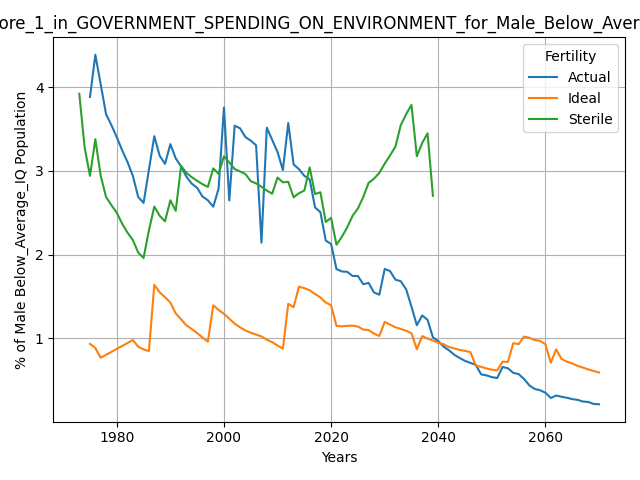 ore_1_in_GOVERNMENT_SPENDING_ON_ENVIRONMENT_for_Male_Below_Aver
Fertility
Actual
Ideal
Sterile
% of Male Below_Average_IQ Population
4
3
2
1
1980 2000 2020 2040 2060
Years